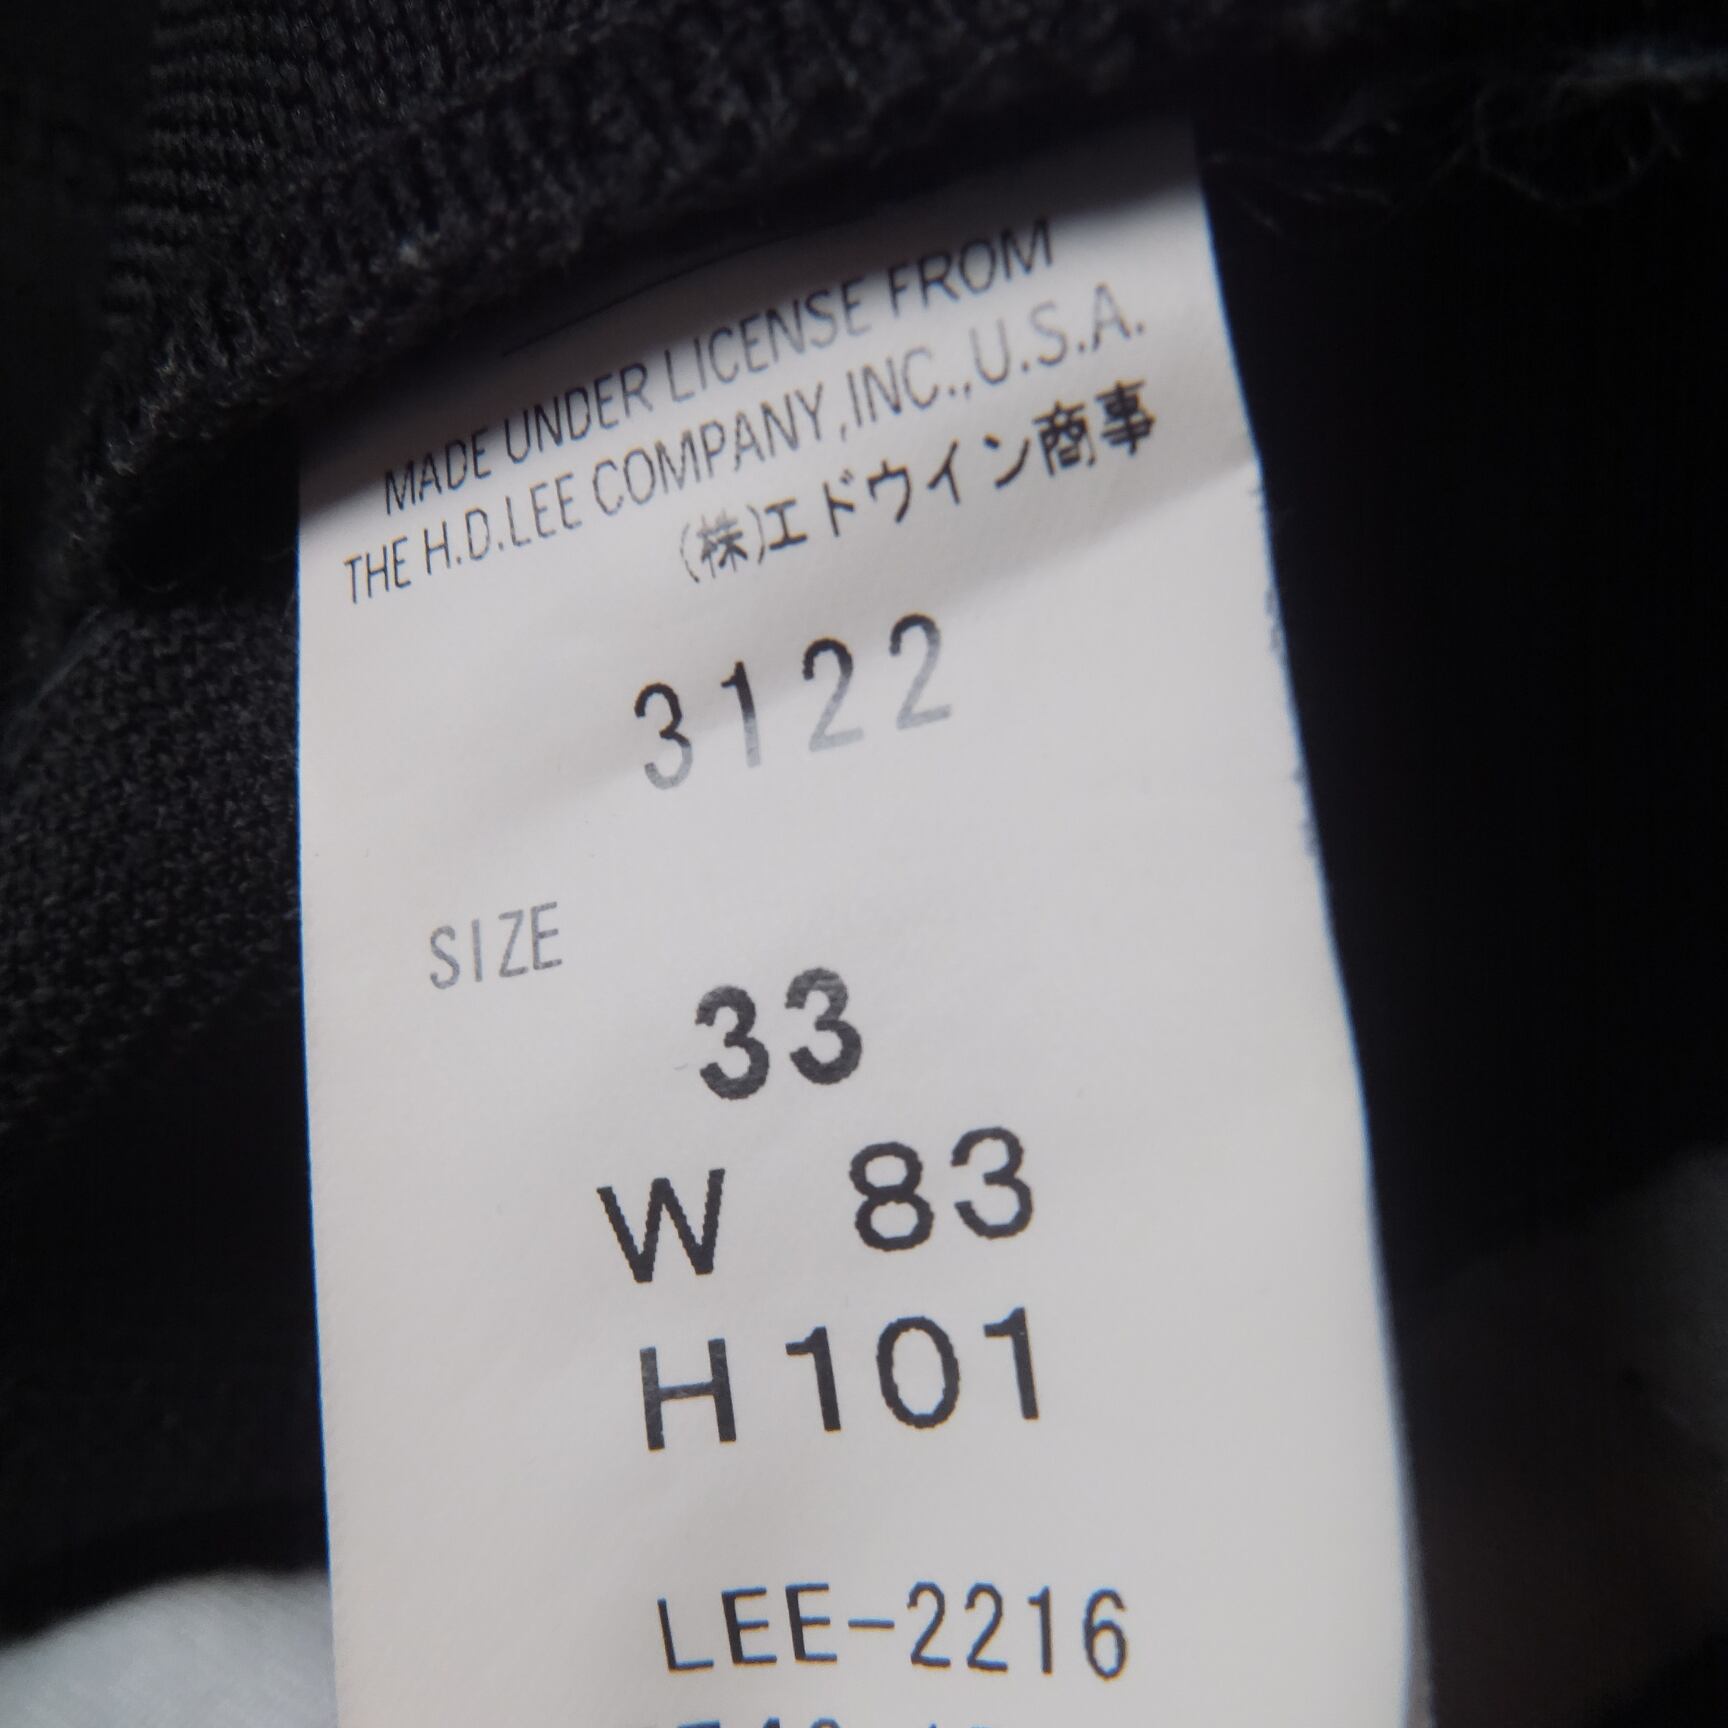 MADE UNDER LICENSE FROM
THE H.D.LEE COMPANY,INC.,U.S.A.
(株)エドウイン商事
3122
SIZE
33
W 83
H101
LEE-2216